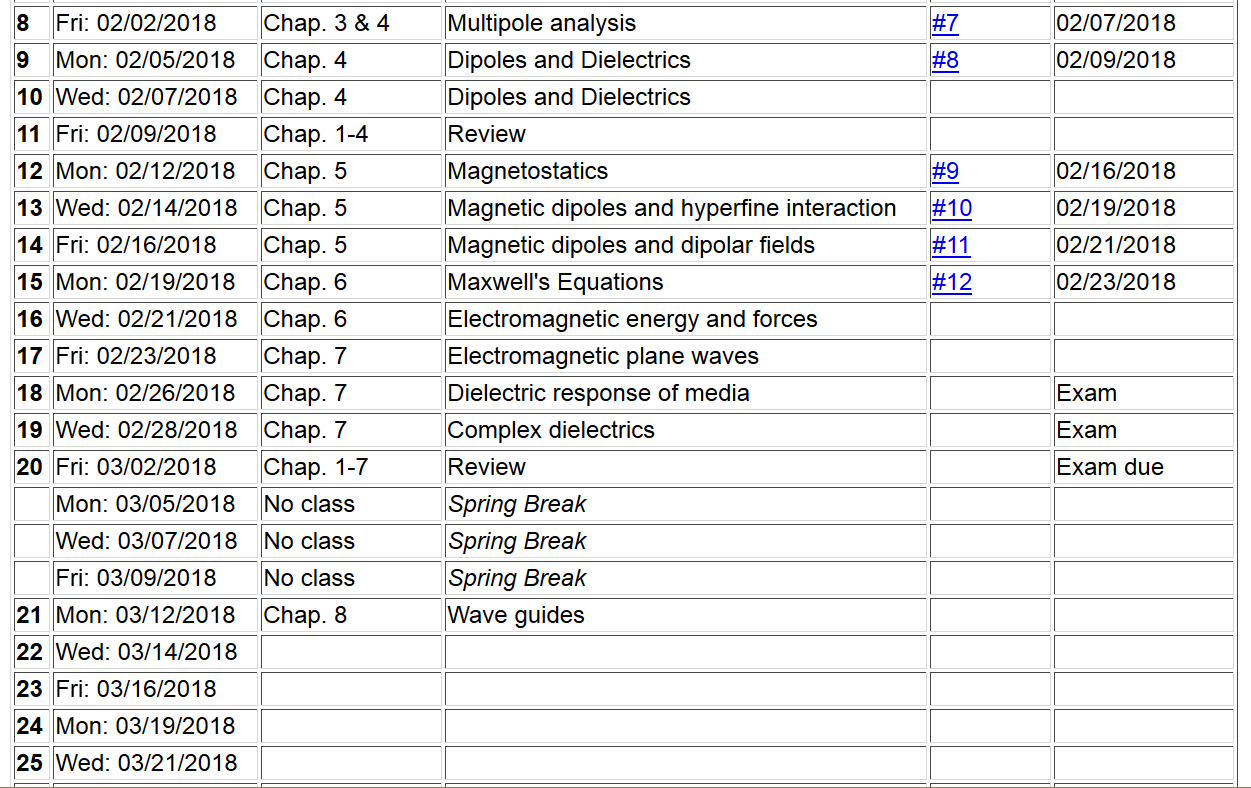 8 Fri: 02/02/2018 Chap. 3 & 4 Multipole analysis #7 02/07/2018
9 Mon: 02/05/2018 Chap. 4 Dipoles and Dielectrics #8 02/09/2018
10 Wed: 02/07/2018 Chap. 4 Dipoles and Dielectrics
11 Fri: 02/09/2018 Chap. 1-4 Review
12 Mon: 02/12/2018 Chap. 5 Magnetostatics #9 02/16/2018
13 Wed: 02/14/2018 Chap. 5 Magnetic dipoles and hyperfine interaction #10 02/19/2018
14 Fri: 02/16/2018 Chap. 5 Magnetic dipoles and dipolar fields #11 02/21/2018
15 Mon: 02/19/2018 Chap. 6 Maxwell's Equations #12 02/23/2018
16 Wed: 02/21/2018 Chap. 6 Electromagnetic energy and forces
17 Fri: 02/23/2018 Chap. 7 Electromagnetic plane waves
18 Mon: 02/26/2018 Chap. 7 Dielectric response of media Exam
19 Wed: 02/28/2018 Chap. 7 Complex dielectrics Exam
20 Fri: 03/02/2018 Chap. 1-7 Review Exam due
Mon: 03/05/2018 No class Spring Break
Wed: 03/07/2018 No class Spring Break
Fri: 03/09/2018 No class Spring Break
21 Mon: 03/12/2018 Chap. 8 Wave guides
22 Wed: 03/14/2018
23 Fri: 03/16/2018
24 Mon: 03/19/2018
25 Wed: 03/21/2018